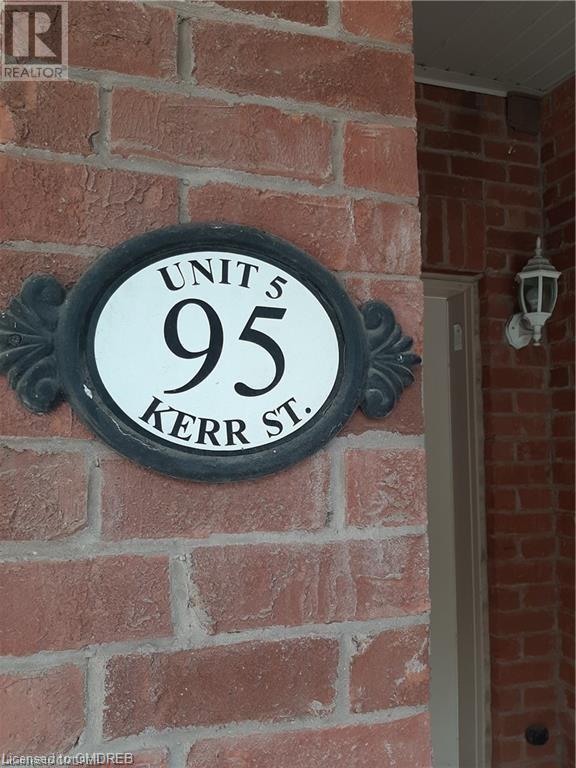 R
REALTOR
UNIT 5
95
KERR ST.
Licensed to OMDREB